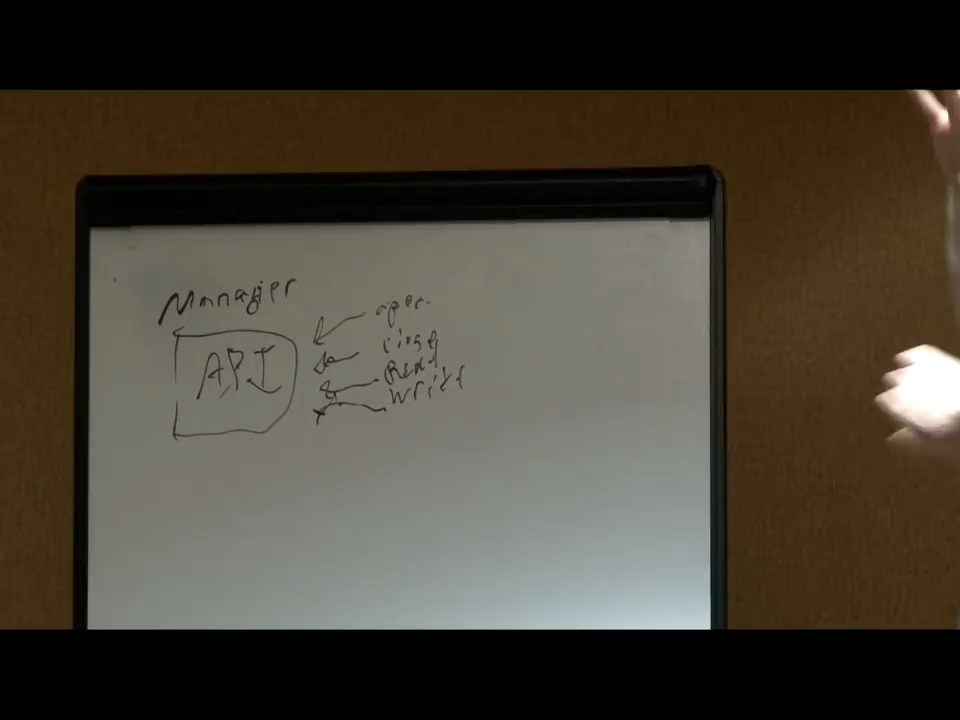 Manager
API
open
close
Read
write